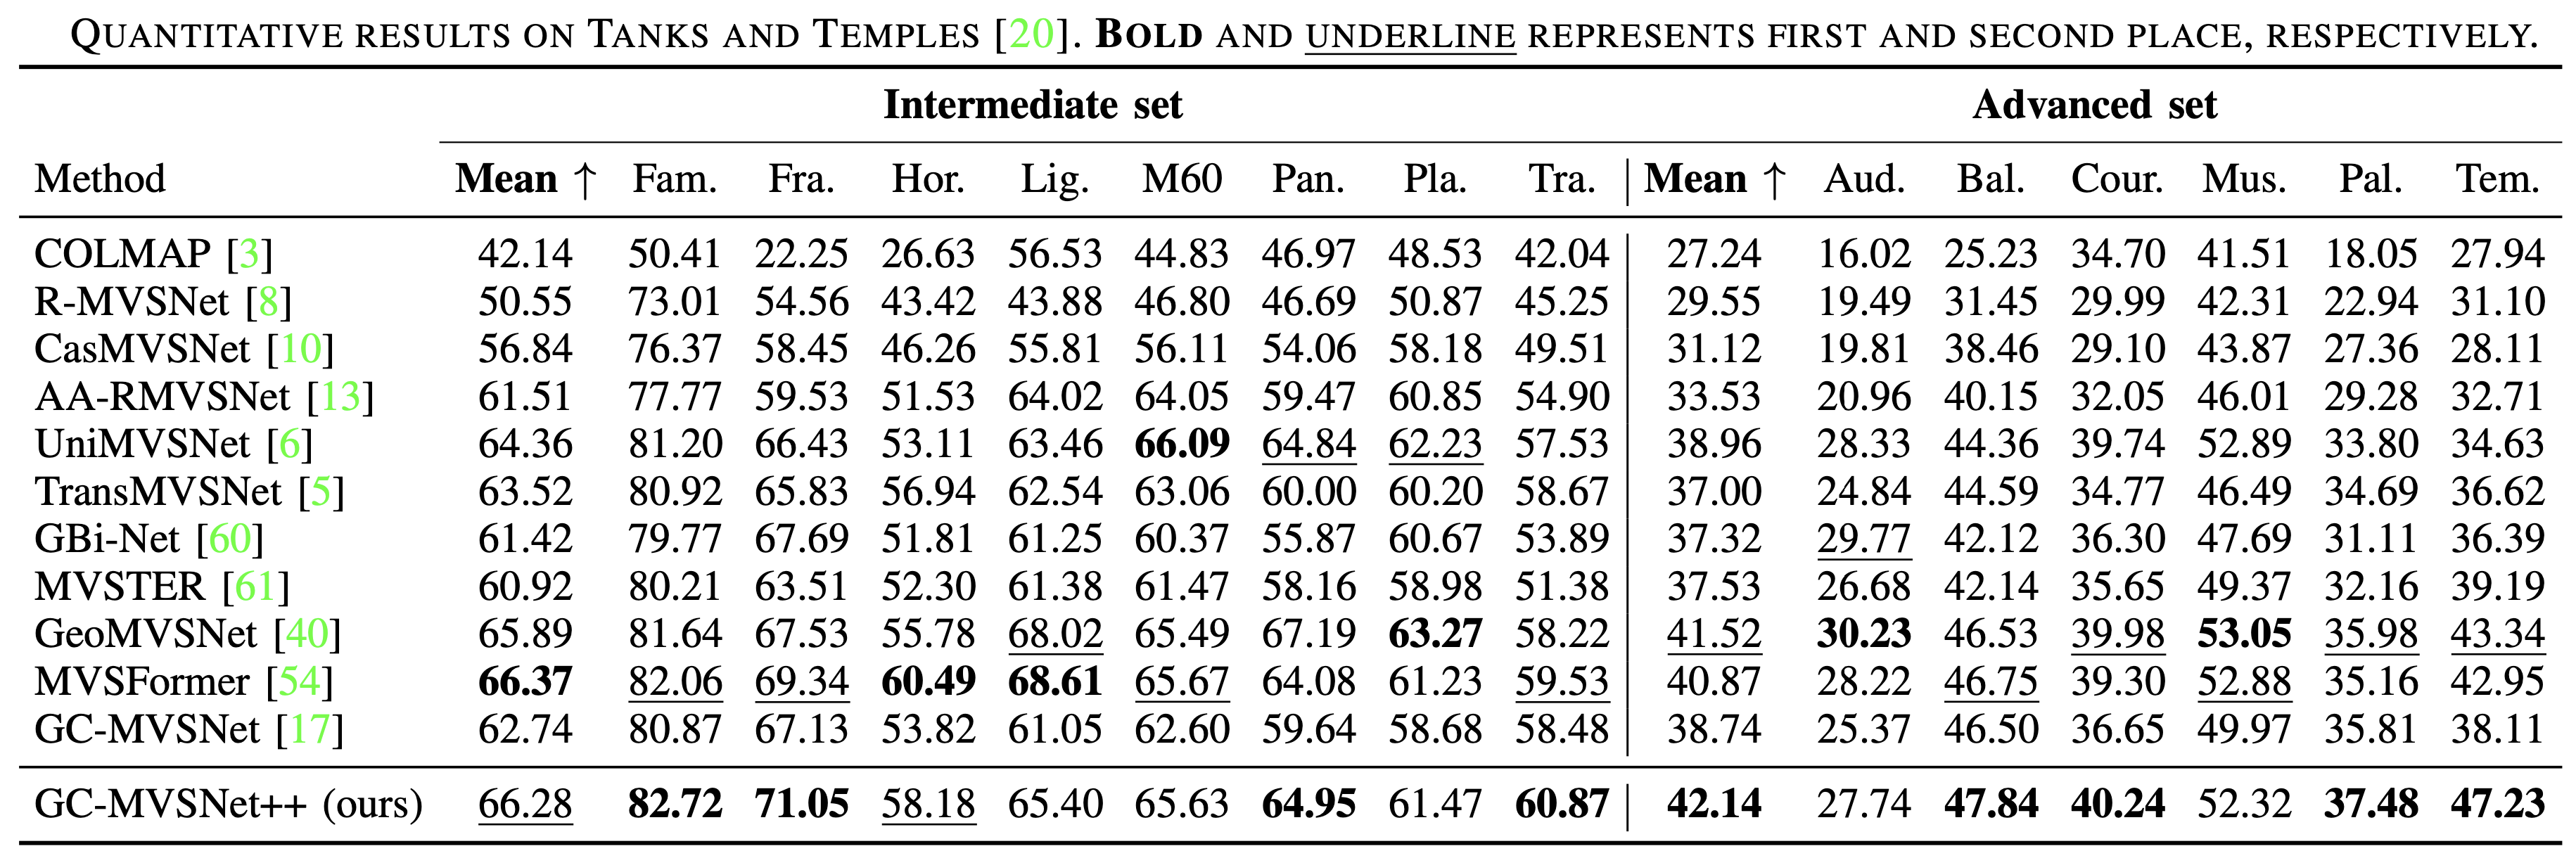 QUANTITATIVE RESULTS ON TANKS AND TEMPLES [20]. BOLD AND UNDERLINE REPRESENTS FIRST AND SECOND PLACE, RESPECTIVELY.
Intermediate set Advanced set
Method Mean ↑ Fam. Fra. Hor. Lig. M60 Pan. Pla. Tra. Mean ↑ Aud. Bal. Cour. Mus. Pal. Tem.
COLMAP [3] 42.14 50.41 22.25 26.63 56.53 44.83 46.97 48.53 42.04 27.24 16.02 25.23 34.70 41.51 18.05 27.94
R-MVSNet [8] 50.55 73.01 54.56 43.42 43.88 46.80 46.69 50.87 45.25 29.55 19.49 31.45 29.99 42.31 22.94 31.10
CasMVSNet [10] 56.84 76.37 58.45 46.26 55.81 56.11 54.06 58.18 49.51 31.12 19.81 38.46 29.10 43.87 27.36 28.11
AA-RMVSNet [13] 61.51 77.77 59.53 51.53 64.02 64.05 59.47 60.85 54.90 33.53 20.96 40.15 32.05 46.01 29.28 32.71
UniMVSNet [6] 64.36 81.20 66.43 53.11 63.46 66.09 64.84 62.23 57.53 38.96 28.33 44.36 39.74 52.89 33.80 34.63
TransMVSNet [5] 63.52 80.92 65.83 56.94 62.54 63.06 60.00 60.20 58.67 37.00 24.84 44.59 34.77 46.49 34.69 36.62
GBi-Net [60] 61.42 79.77 67.69 51.81 61.25 60.37 55.87 60.67 53.89 37.32 29.77 42.12 36.30 47.69 31.11 36.39
MVSTER [61] 60.92 80.21 63.51 52.30 61.38 61.47 58.16 58.98 51.38 37.53 26.68 42.14 35.65 49.37 32.16 39.19
GeoMVSNet [40] 65.89 81.64 67.53 55.78 68.02 65.49 67.19 63.27 58.22 41.52 30.23 46.53 39.98 53.05 35.98 43.34
MVSFormer [54] 66.37 82.06 69.34 60.49 68.61 65.67 64.08 61.23 59.53 40.87 28.22 46.75 39.30 52.88 35.16 42.95
GC-MVSNet [17] 62.74 80.87 67.13 53.82 61.05 62.60 59.64 58.68 58.48 38.74 25.37 46.50 36.65 49.97 35.81 38.11
GC-MVSNet++ (ours) 66.28 82.72 71.05 58.18 65.40 65.63 64.95 61.47 60.87 42.14 27.74 47.84 40.24 52.32 37.48 47.23